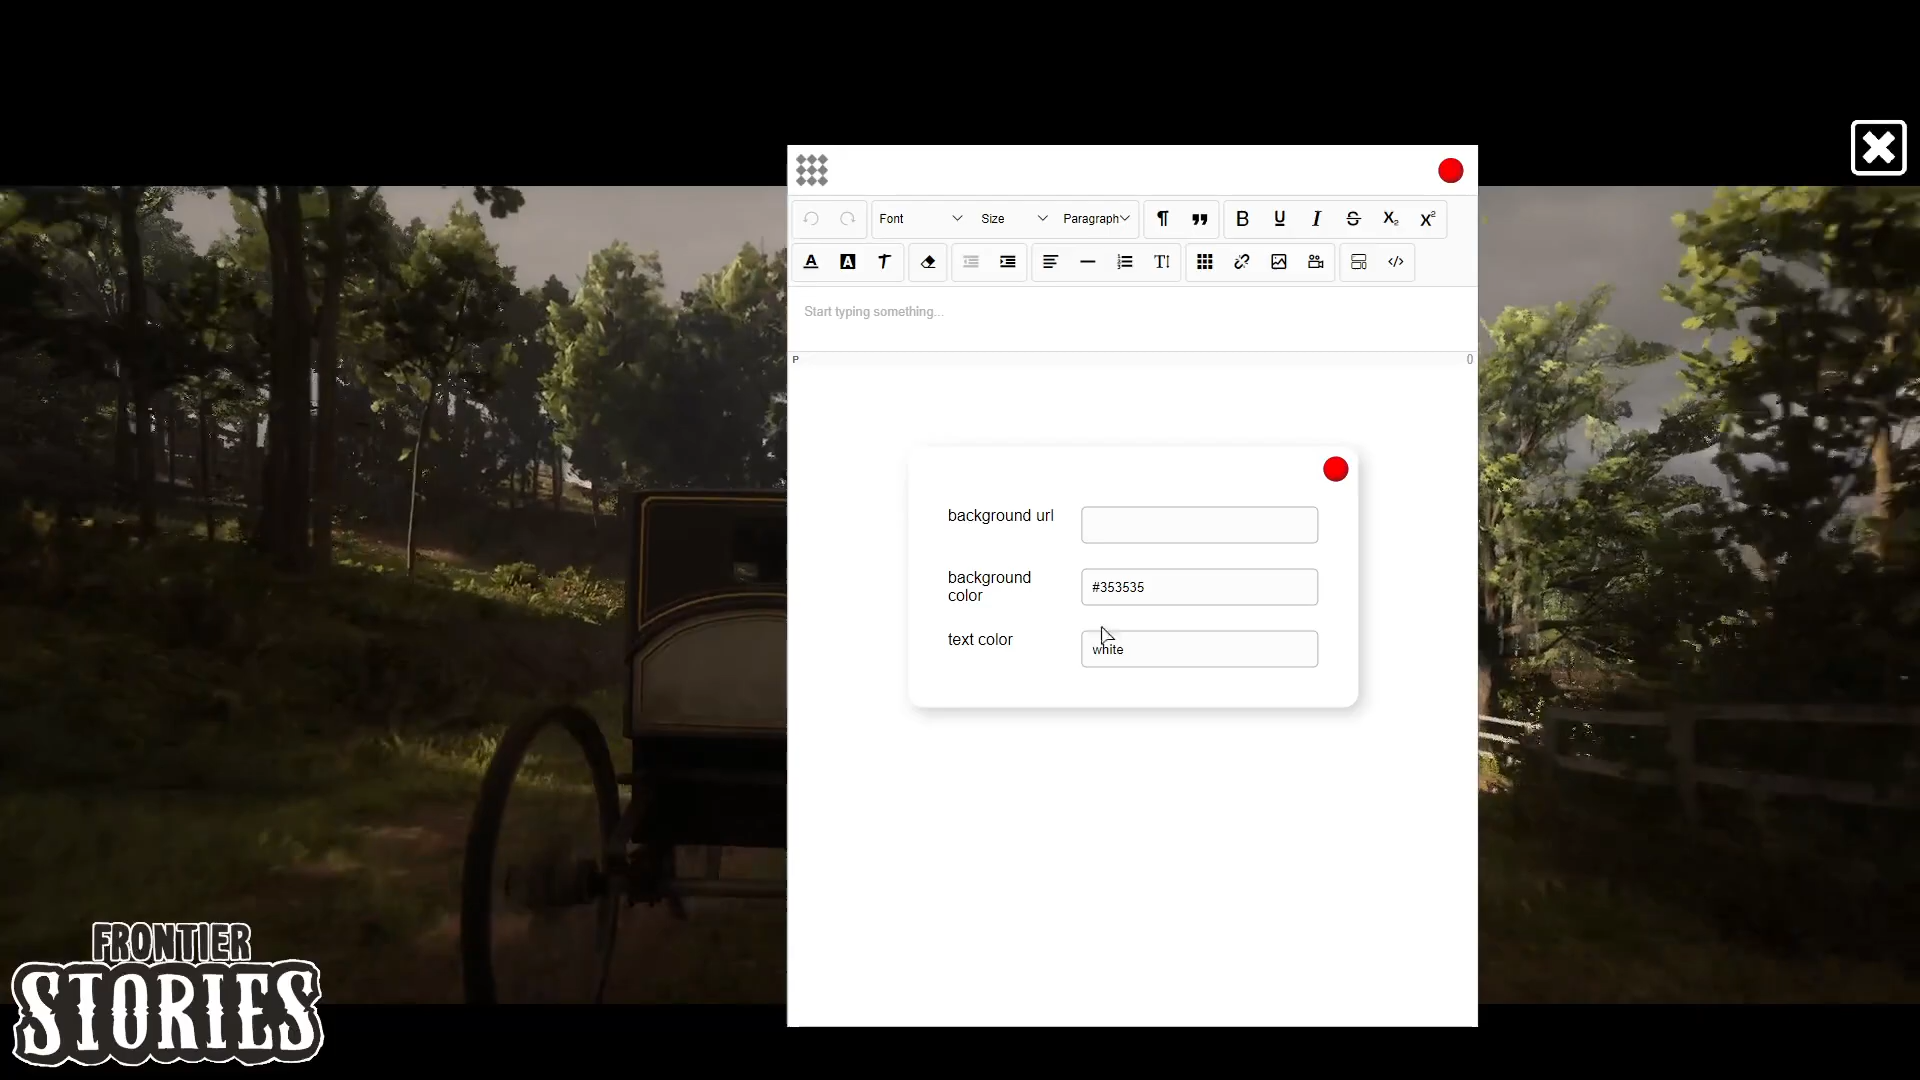 Font Size Paragraph
Start typing something...
P 0
background url
background
color
#353535
text color
white
FRONTIER
STORIES